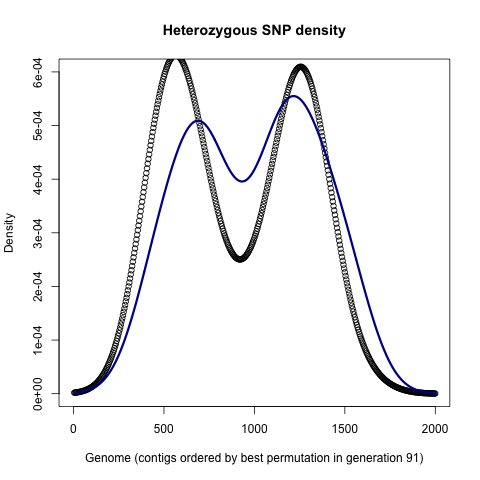 Heterozygous SNP density
Density
6e-04
5e-04
4e-04
3e-04
2e-04
1e-04
0e+00
0 500 1000 1500 2000
Genome (contigs ordered by best permutation in generation 91)